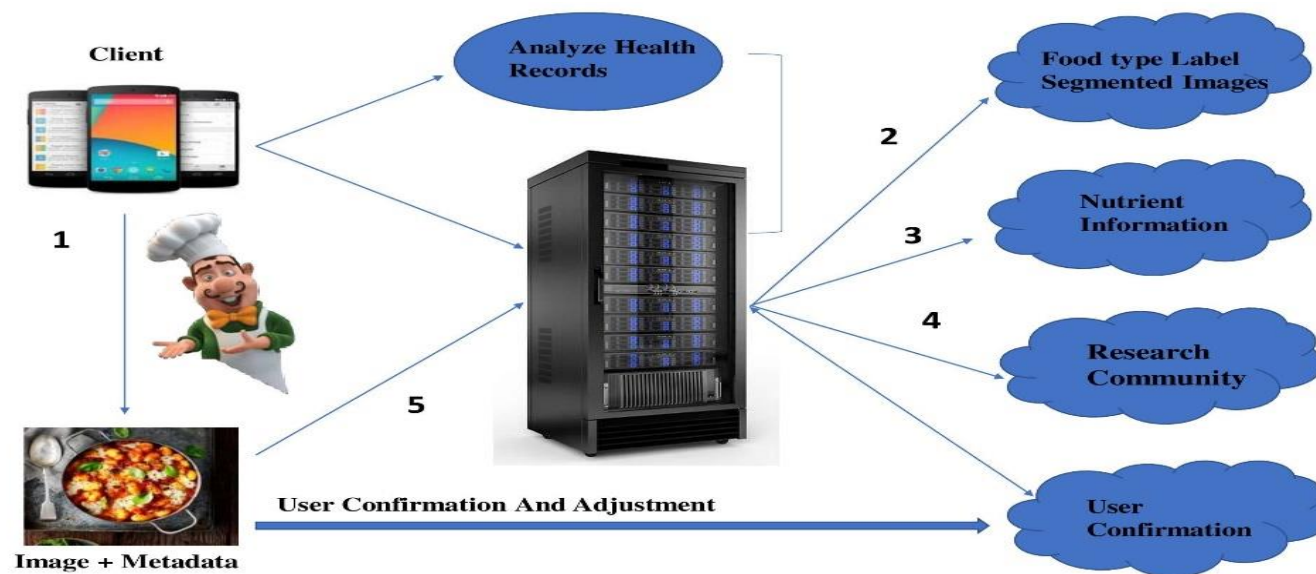 Client
Analyze Health
Records
Food type Label
Segmented Images
2
1
Nutrient
Information
3
4
Research
Community
5
User Confirmation And Adjustment
User
Confirmation
Image + Metadata